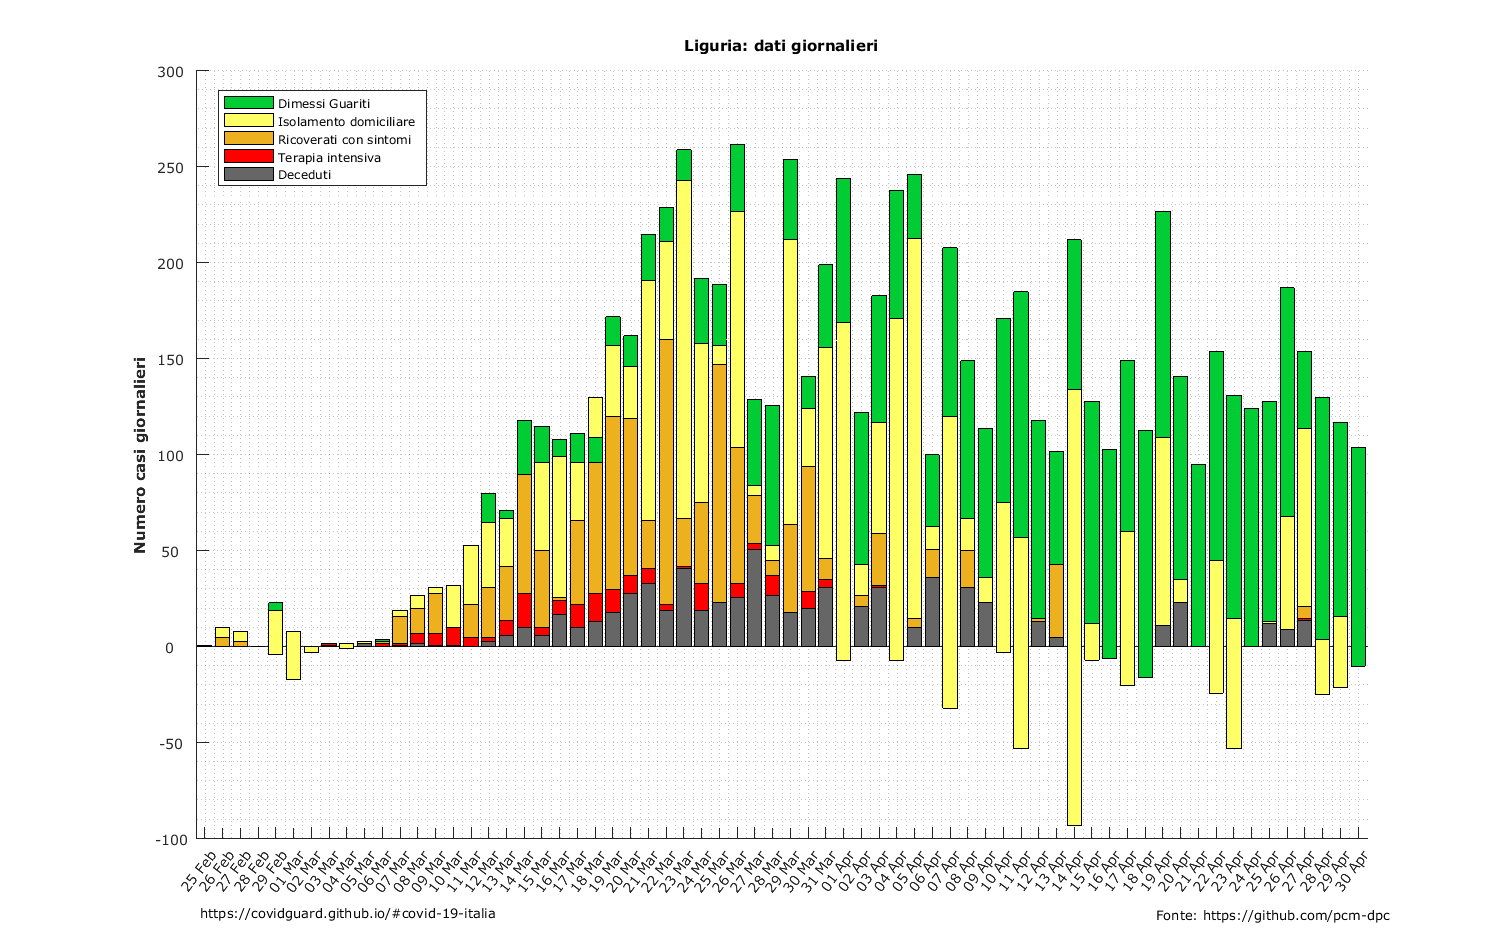 Liguria: dati giornalieri
300
250
200
150
100
50
0
-50
-100
Numero casi giornalieri
Dimessi Guariti
Isolamento domiciliare
Ricoverati con sintomi
Terapia intensiva
Deceduti
25 Feb
26 Feb
27 Feb
28 Feb
29 Feb
01 Mar
02 Mar
03 Mar
04 Mar
05 Mar
06 Mar
07 Mar
08 Mar
09 Mar
10 Mar
11 Mar
12 Mar
13 Mar
14 Mar
15 Mar
16 Mar
17 Mar
18 Mar
19 Mar
20 Mar
21 Mar
22 Mar
23 Mar
24 Mar
25 Mar
26 Mar
27 Mar
28 Mar
29 Mar
30 Mar
31 Mar
01 Apr
02 Apr
03 Apr
04 Apr
05 Apr
06 Apr
07 Apr
08 Apr
09 Apr
10 Apr
11 Apr
12 Apr
13 Apr
14 Apr
15 Apr
16 Apr
17 Apr
18 Apr
19 Apr
20 Apr
21 Apr
22 Apr
23 Apr
24 Apr
25 Apr
26 Apr
27 Apr
28 Apr
29 Apr
30 Apr
https://covidguard.github.io/#covid-19-italia
Fonte: https://github.com/pcm-dpc